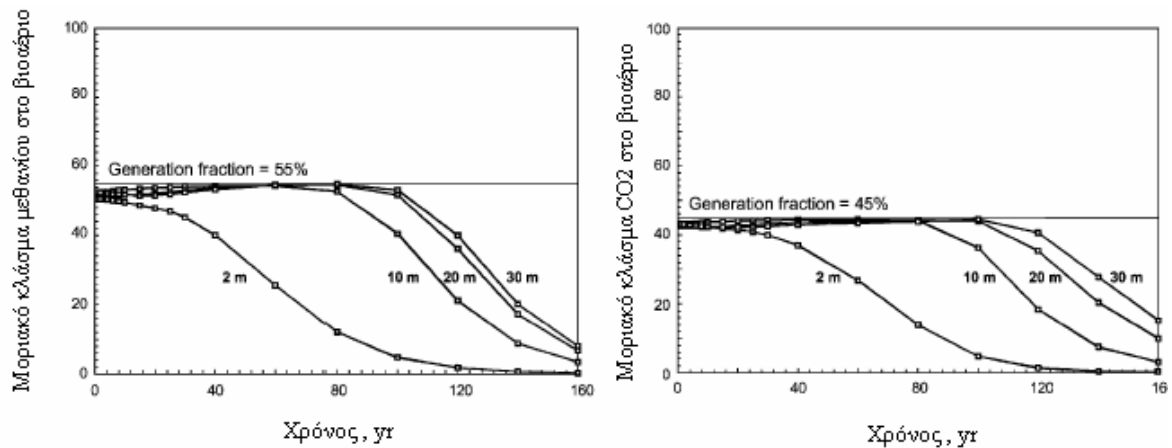 Μοριακό κλάσμα μεθανίου στο βιοαέριο
100
80
60
40
20
0
Generation fraction = 55%
2 m
10 m
20 m
30 m
0
40
80
120
160
Χρόνος , yr
Μοριακό κλάσμα CO2 στο βιοαέριο
100
80
60
40
20
0
Generation fraction = 45%
2 m
10 m
20 m
30 m
0
40
80
120
16
Χρόνος , yr